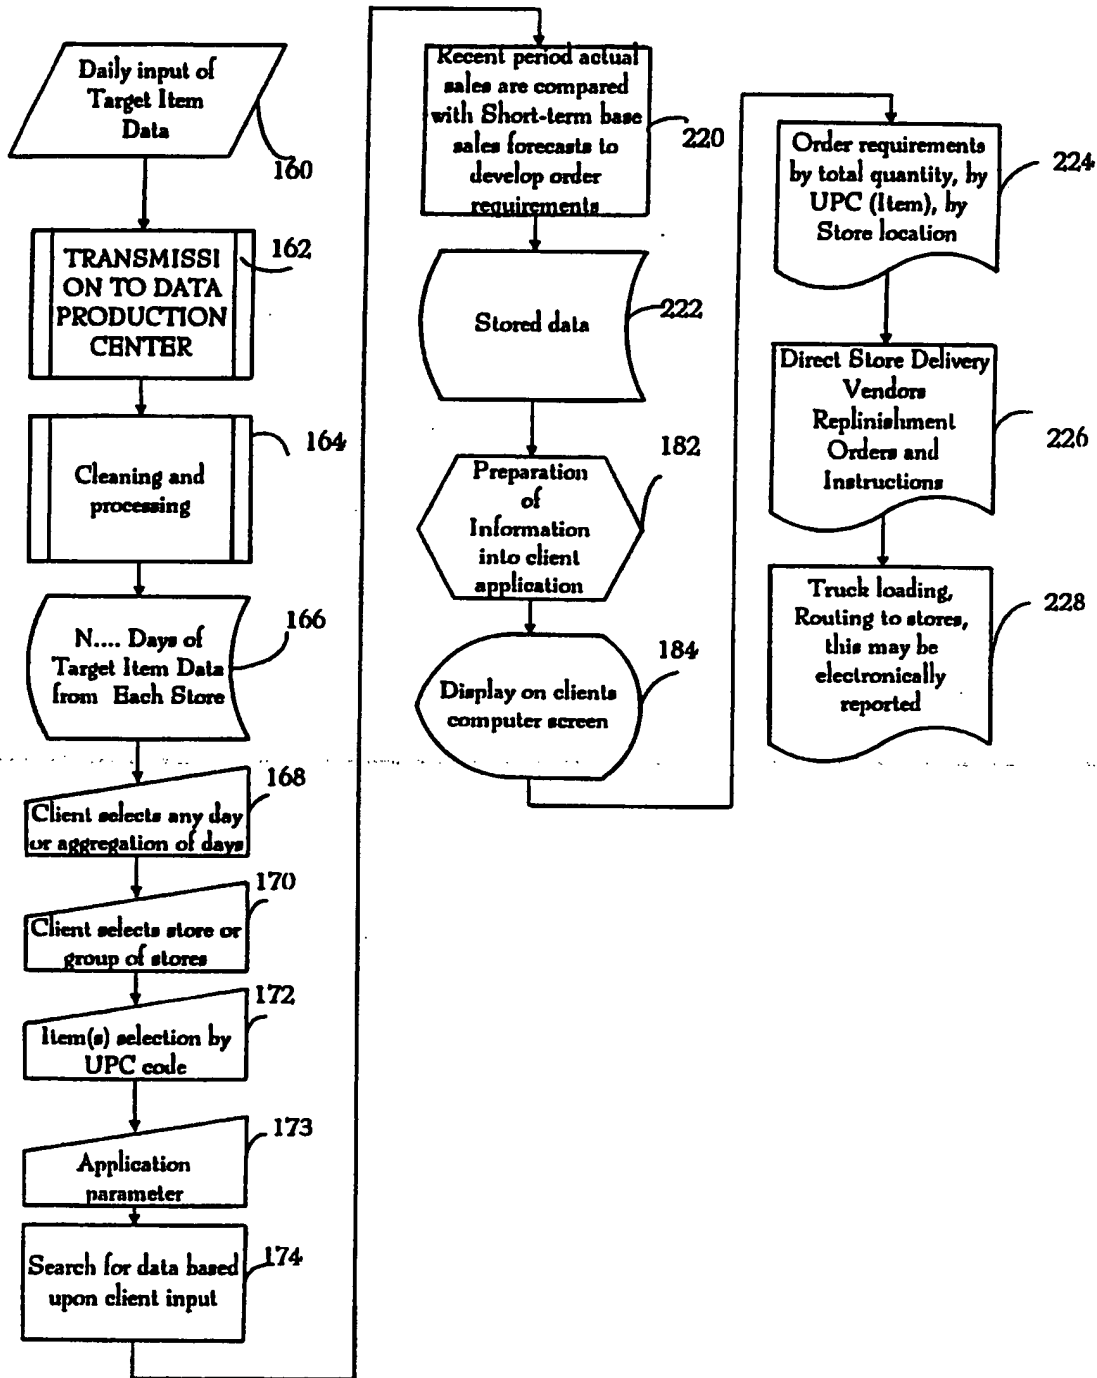 Daily input of
Target Item
Data
160
TRANSMISSI
ON TO DATA
PRODUCTION
CENTER
162
Cleaning and
processing
164
N.... Days of
Target Item Data
from Each Store
166
Client selects any day
or aggregation of days
168
Client selects store or
group of stores
170
Item(s) selection by
UPC code
172
Application
parameter
173
Search for data based
upon client input
174
Recent period actual
sales are compared
with Short-term base
sales forecasts to
develop order
requirements
220
Stored data
222
Preparation
of
Information
into client
application
182
Display on clients
computer screen
184
Order requirements
by total quantity, by
UPC (Item), by
Store location
224
Direct Store Delivery
Vendors
Replinishment
Orders and
Instructions
226
Truck loading,
Routing to stores,
this may be
electronically
reported
228